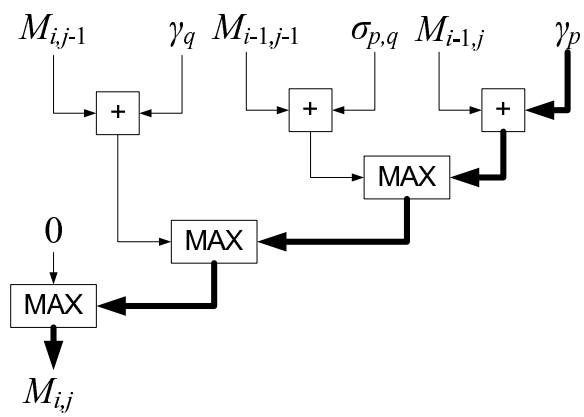 M_{i,j-1} γ_q M_{i-1,j-1} σ_{p,q} M_{i-1,j} γ_p
+ + +
MAX
MAX
0
MAX
M_{i,j}